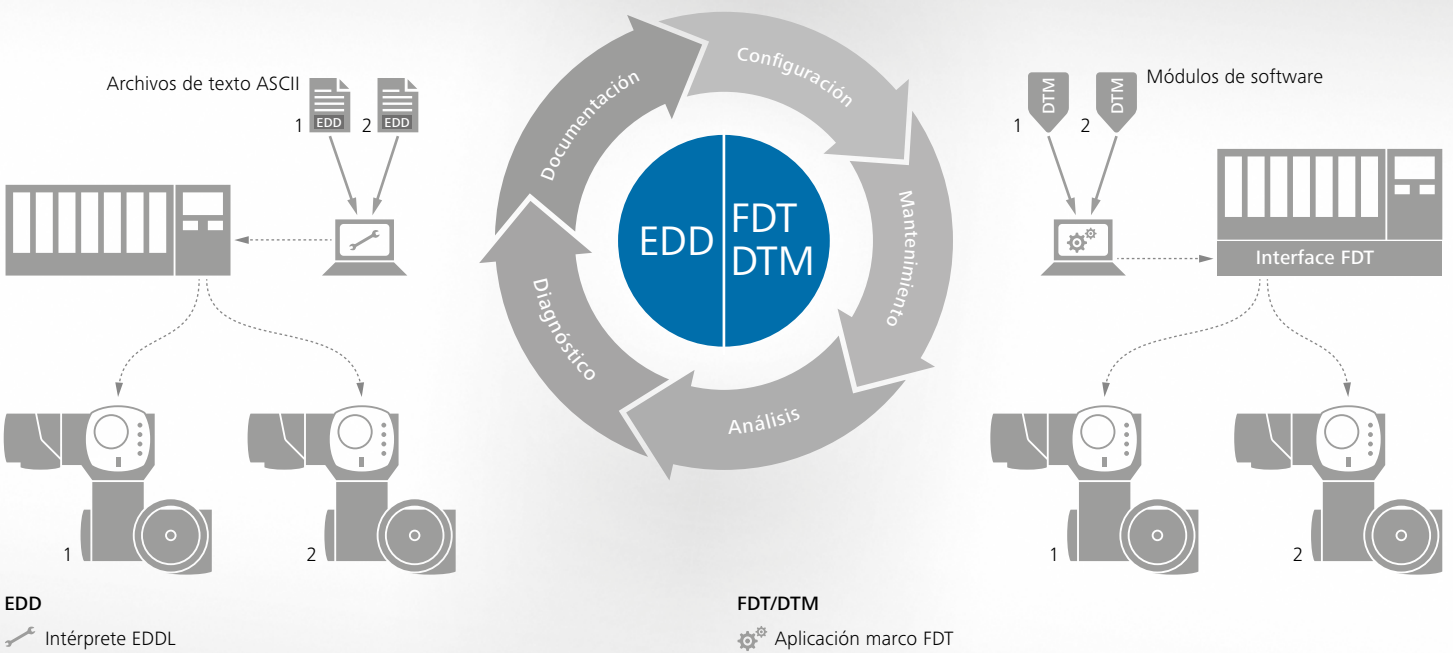 Archivos de texto ASCII
1
EDD
2
EDD
Documentación
Configuración
Mantenimiento
Análisis
Diagnóstico
EDD
FDT
DTM
DTM
1
DTM
2
Módulos de software
Interface FDT
1
2
1
2
EDD
Intérprete EDDL
FDT/DTM
Aplicación marco FDT